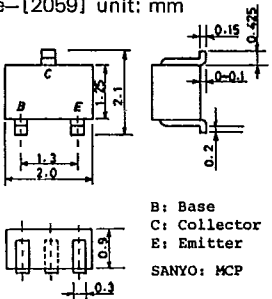 e–[2059] unit: mm
0.15
0.425
C
B E
1.25
2.1
0~0.1
1.3
2.0
0.2
B: Base
C: Collector
E: Emitter
SANYO: MCP
0.9
0.3